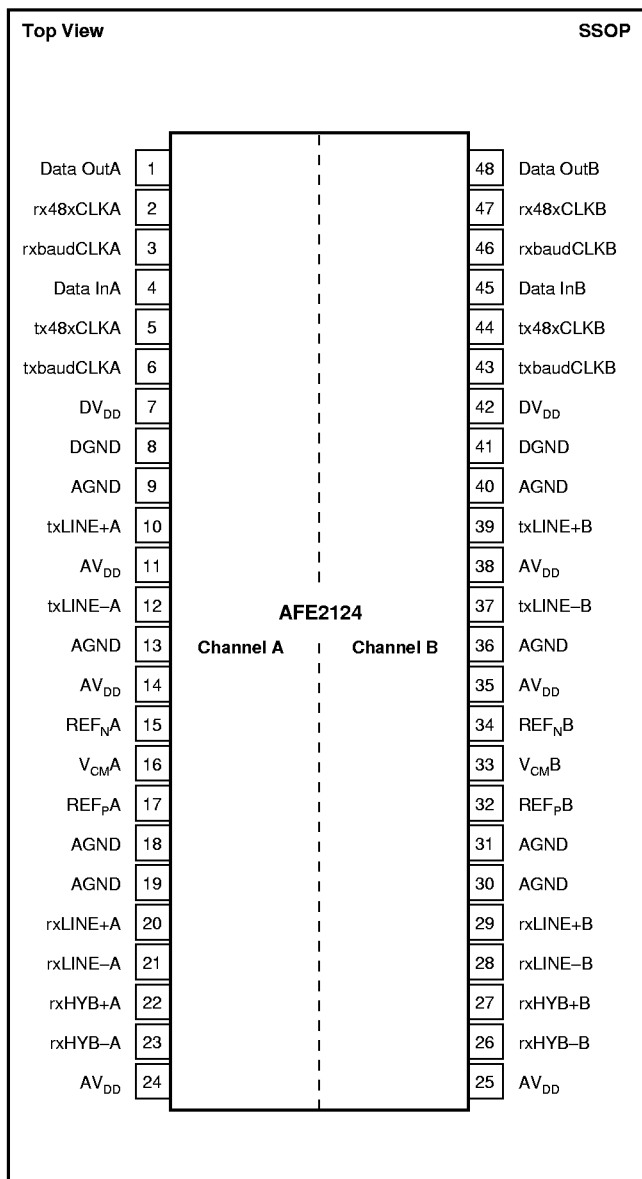 Top View SSOP
Data OutA 1 48 Data OutB
rx48xCLKA 2 47 rx48xCLKB
rxbaudCLKA 3 46 rxbaudCLKB
Data InA 4 45 Data InB
tx48xCLKA 5 44 tx48xCLKB
txbaudCLKA 6 43 txbaudCLKB
DVDD 7 42 DVDD
DGND 8 41 DGND
AGND 9 40 AGND
txLINE+A 10 39 txLINE+B
AVDD 11 38 AVDD
txLINE–A 12 37 txLINE–B
AFE2124
AGND 13 Channel A Channel B 36 AGND
AVDD 14 35 AVDD
REFNA 15 34 REFNB
VCMA 16 33 VCMB
REFPA 17 32 REFPB
AGND 18 31 AGND
AGND 19 30 AGND
rxLINE+A 20 29 rxLINE+B
rxLINE–A 21 28 rxLINE–B
rxHYB+A 22 27 rxHYB+B
rxHYB–A 23 26 rxHYB–B
AVDD 24 25 AVDD